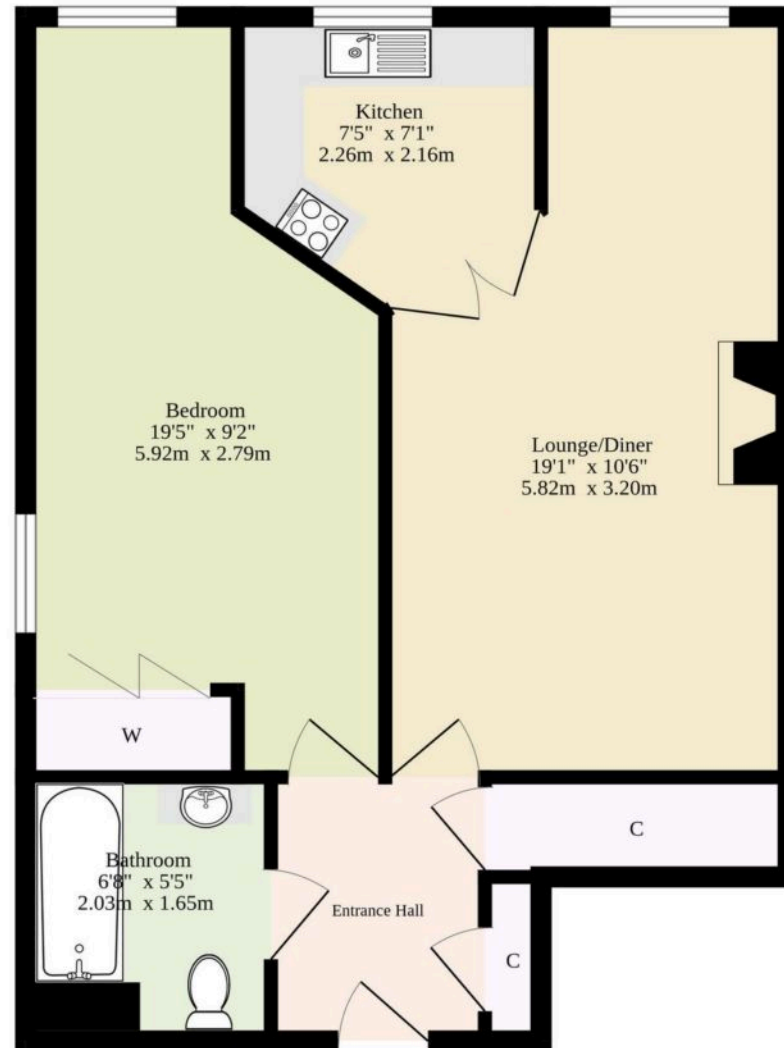 Kitchen
7'5" x 7'1"
2.26m x 2.16m
Bedroom
19'5" x 9'2"
5.92m x 2.79m
Lounge/Diner
19'1" x 10'6"
5.82m x 3.20m
W
C
Bathroom
6'8" x 5'5"
2.03m x 1.65m
Entrance Hall
C